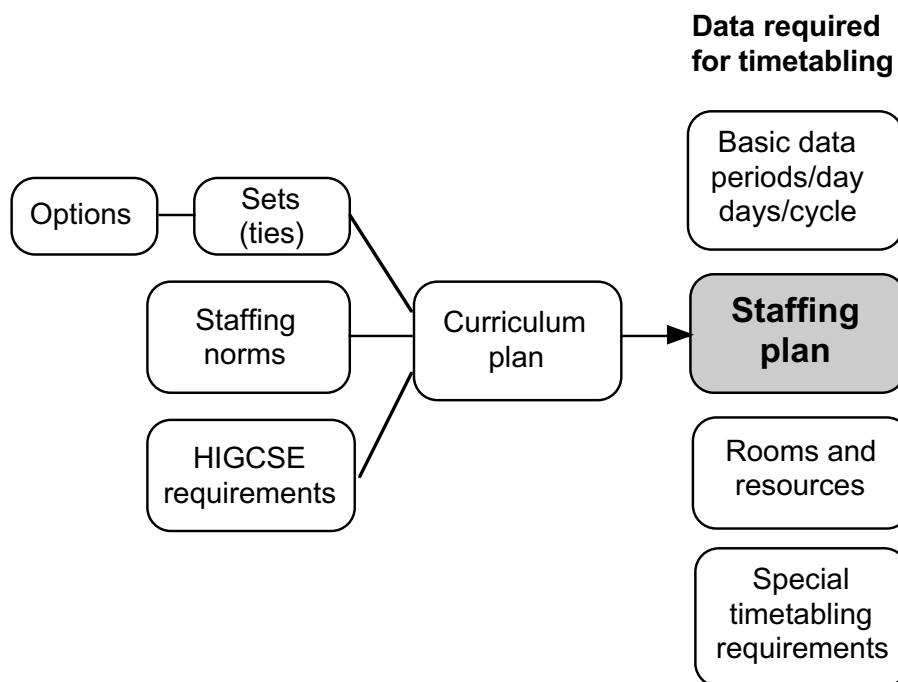 Data required
for timetabling
Basic data
periods/day
days/cycle
Options
Sets
(ties)
Staffing
norms
Curriculum
plan
Staffing
plan
HIGCSE
requirements
Rooms and
resources
Special
timetabling
requirements